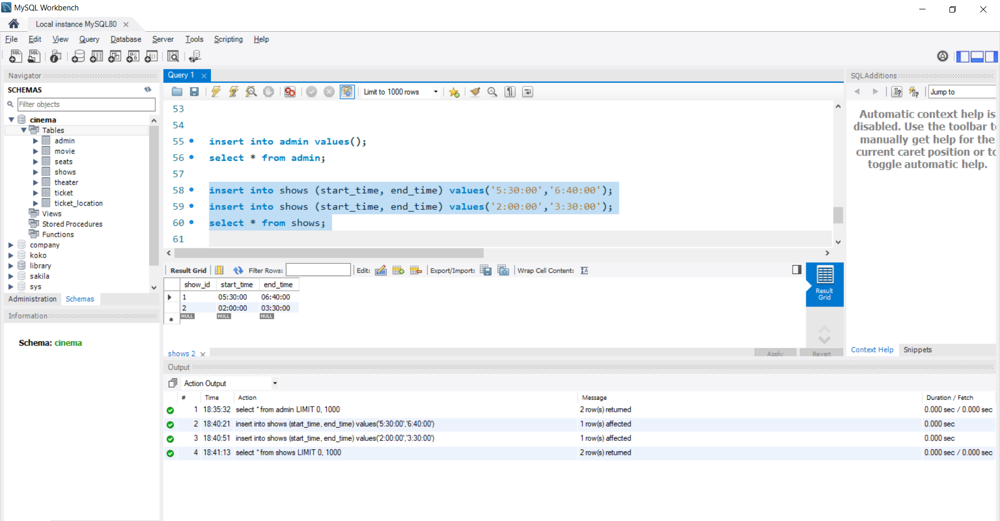 MySQL Workbench
Local instance MySQL80
File Edit View Query Database Server Tools Scripting Help
Navigator
SCHEMAS
Filter objects
cinema
Tables
admin
movie
seats
shows
theater
ticket
ticket_location
Views
Stored Procedures
Functions
company
koko
library
sakila
sys
Administration Schemas
Information
Schema: cinema
Query 1
Limit to 1000 rows
53
54
55 insert into admin values();
56 select * from admin;
57
58 insert into shows (start_time, end_time) values('5:30:00','6:40:00');
59 insert into shows (start_time, end_time) values('2:00:00','3:30:00');
60 select * from shows;
61
Result Grid Filter Rows: Edit: Export/Import: Wrap Cell Content:
show_id start_time end_time
1 05:30:00 06:40:00
2 02:00:00 03:30:00
NULL NULL NULL
Result
Grid
shows 2
Apply Revert
SQLAdditions
Jump to
Automatic context help is
disabled. Use the toolbar t
manually get help for the
current caret position or to
toggle automatic help.
Context Help Snippets
Output
Action Output
# Time Action Message Duration / Fetch
1 18:35:32 select * from admin LIMIT 0, 1000 2 row(s) returned 0.000 sec / 0.000 sec
2 18:40:21 insert into shows (start_time, end_time) values('5:30:00','6:40:00') 1 row(s) affected 0.000 sec
3 18:40:51 insert into shows (start_time, end_time) values('2:00:00','3:30:00') 1 row(s) affected 0.000 sec
4 18:41:13 select * from shows LIMIT 0, 1000 2 row(s) returned 0.000 sec / 0.000 sec